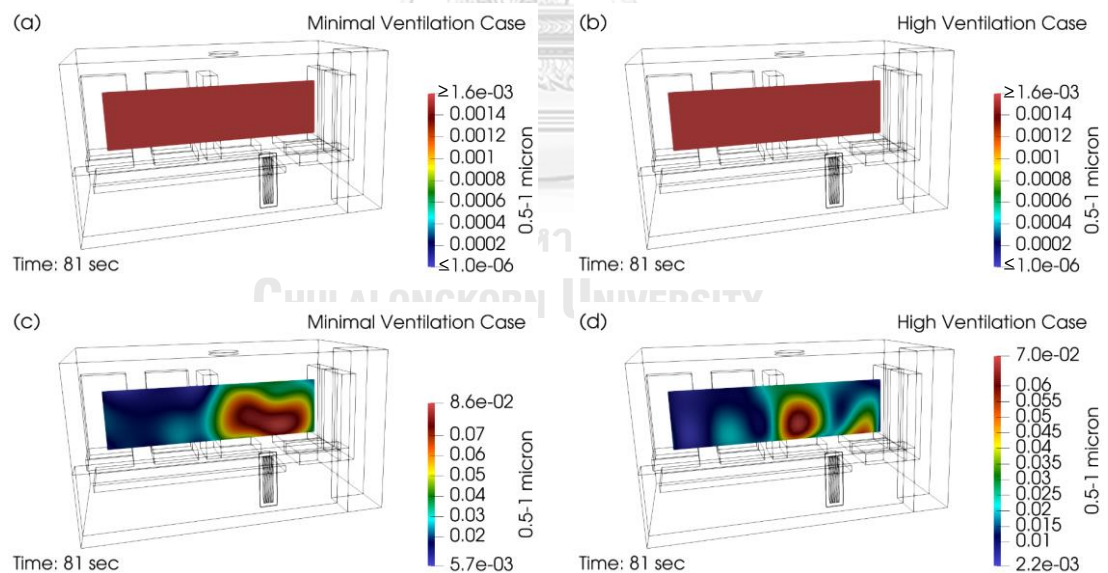 (a) Minimal Ventilation Case
≥1.6e-03
0.0014
0.0012
0.001
0.0008
0.0006
0.0004
0.0002
≤1.0e-06
0.5-1 micron
Time: 81 sec
(b) High Ventilation Case
≥1.6e-03
0.0014
0.0012
0.001
0.0008
0.0006
0.0004
0.0002
≤1.0e-06
0.5-1 micron
Time: 81 sec
CHULALONGKORN UNIVERSITY
(c) Minimal Ventilation Case
8.6e-02
0.07
0.06
0.05
0.04
0.03
0.02
5.7e-03
0.5-1 micron
Time: 81 sec
(d) High Ventilation Case
7.0e-02
0.06
0.055
0.05
0.045
0.04
0.035
0.03
0.025
0.02
0.015
0.01
2.2e-03
0.5-1 micron
Time: 81 sec